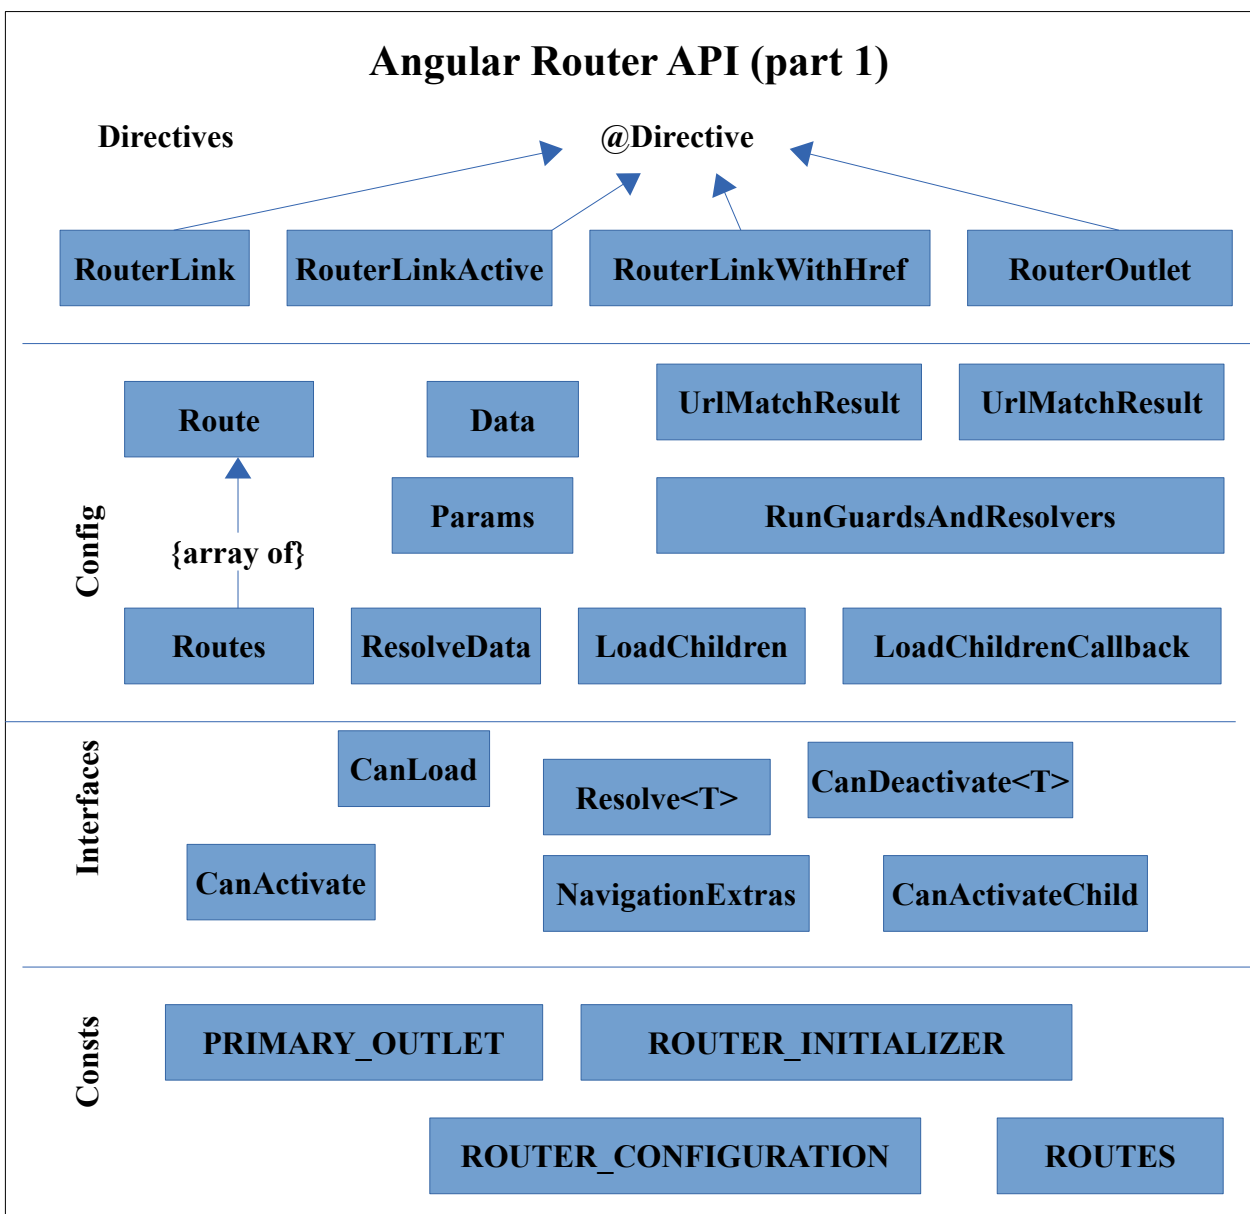 Angular Router API (part 1)
Directives
@Directive
RouterLink
RouterLinkActive
RouterLinkWithHref
RouterOutlet
Config
Route
Data
UrlMatchResult
UrlMatchResult
Params
RunGuardsAndResolvers
{array of}
Routes
ResolveData
LoadChildren
LoadChildrenCallback
Interfaces
CanLoad
Resolve<T>
CanDeactivate<T>
CanActivate
NavigationExtras
CanActivateChild
Consts
PRIMARY_OUTLET
ROUTER_INITIALIZER
ROUTER_CONFIGURATION
ROUTES